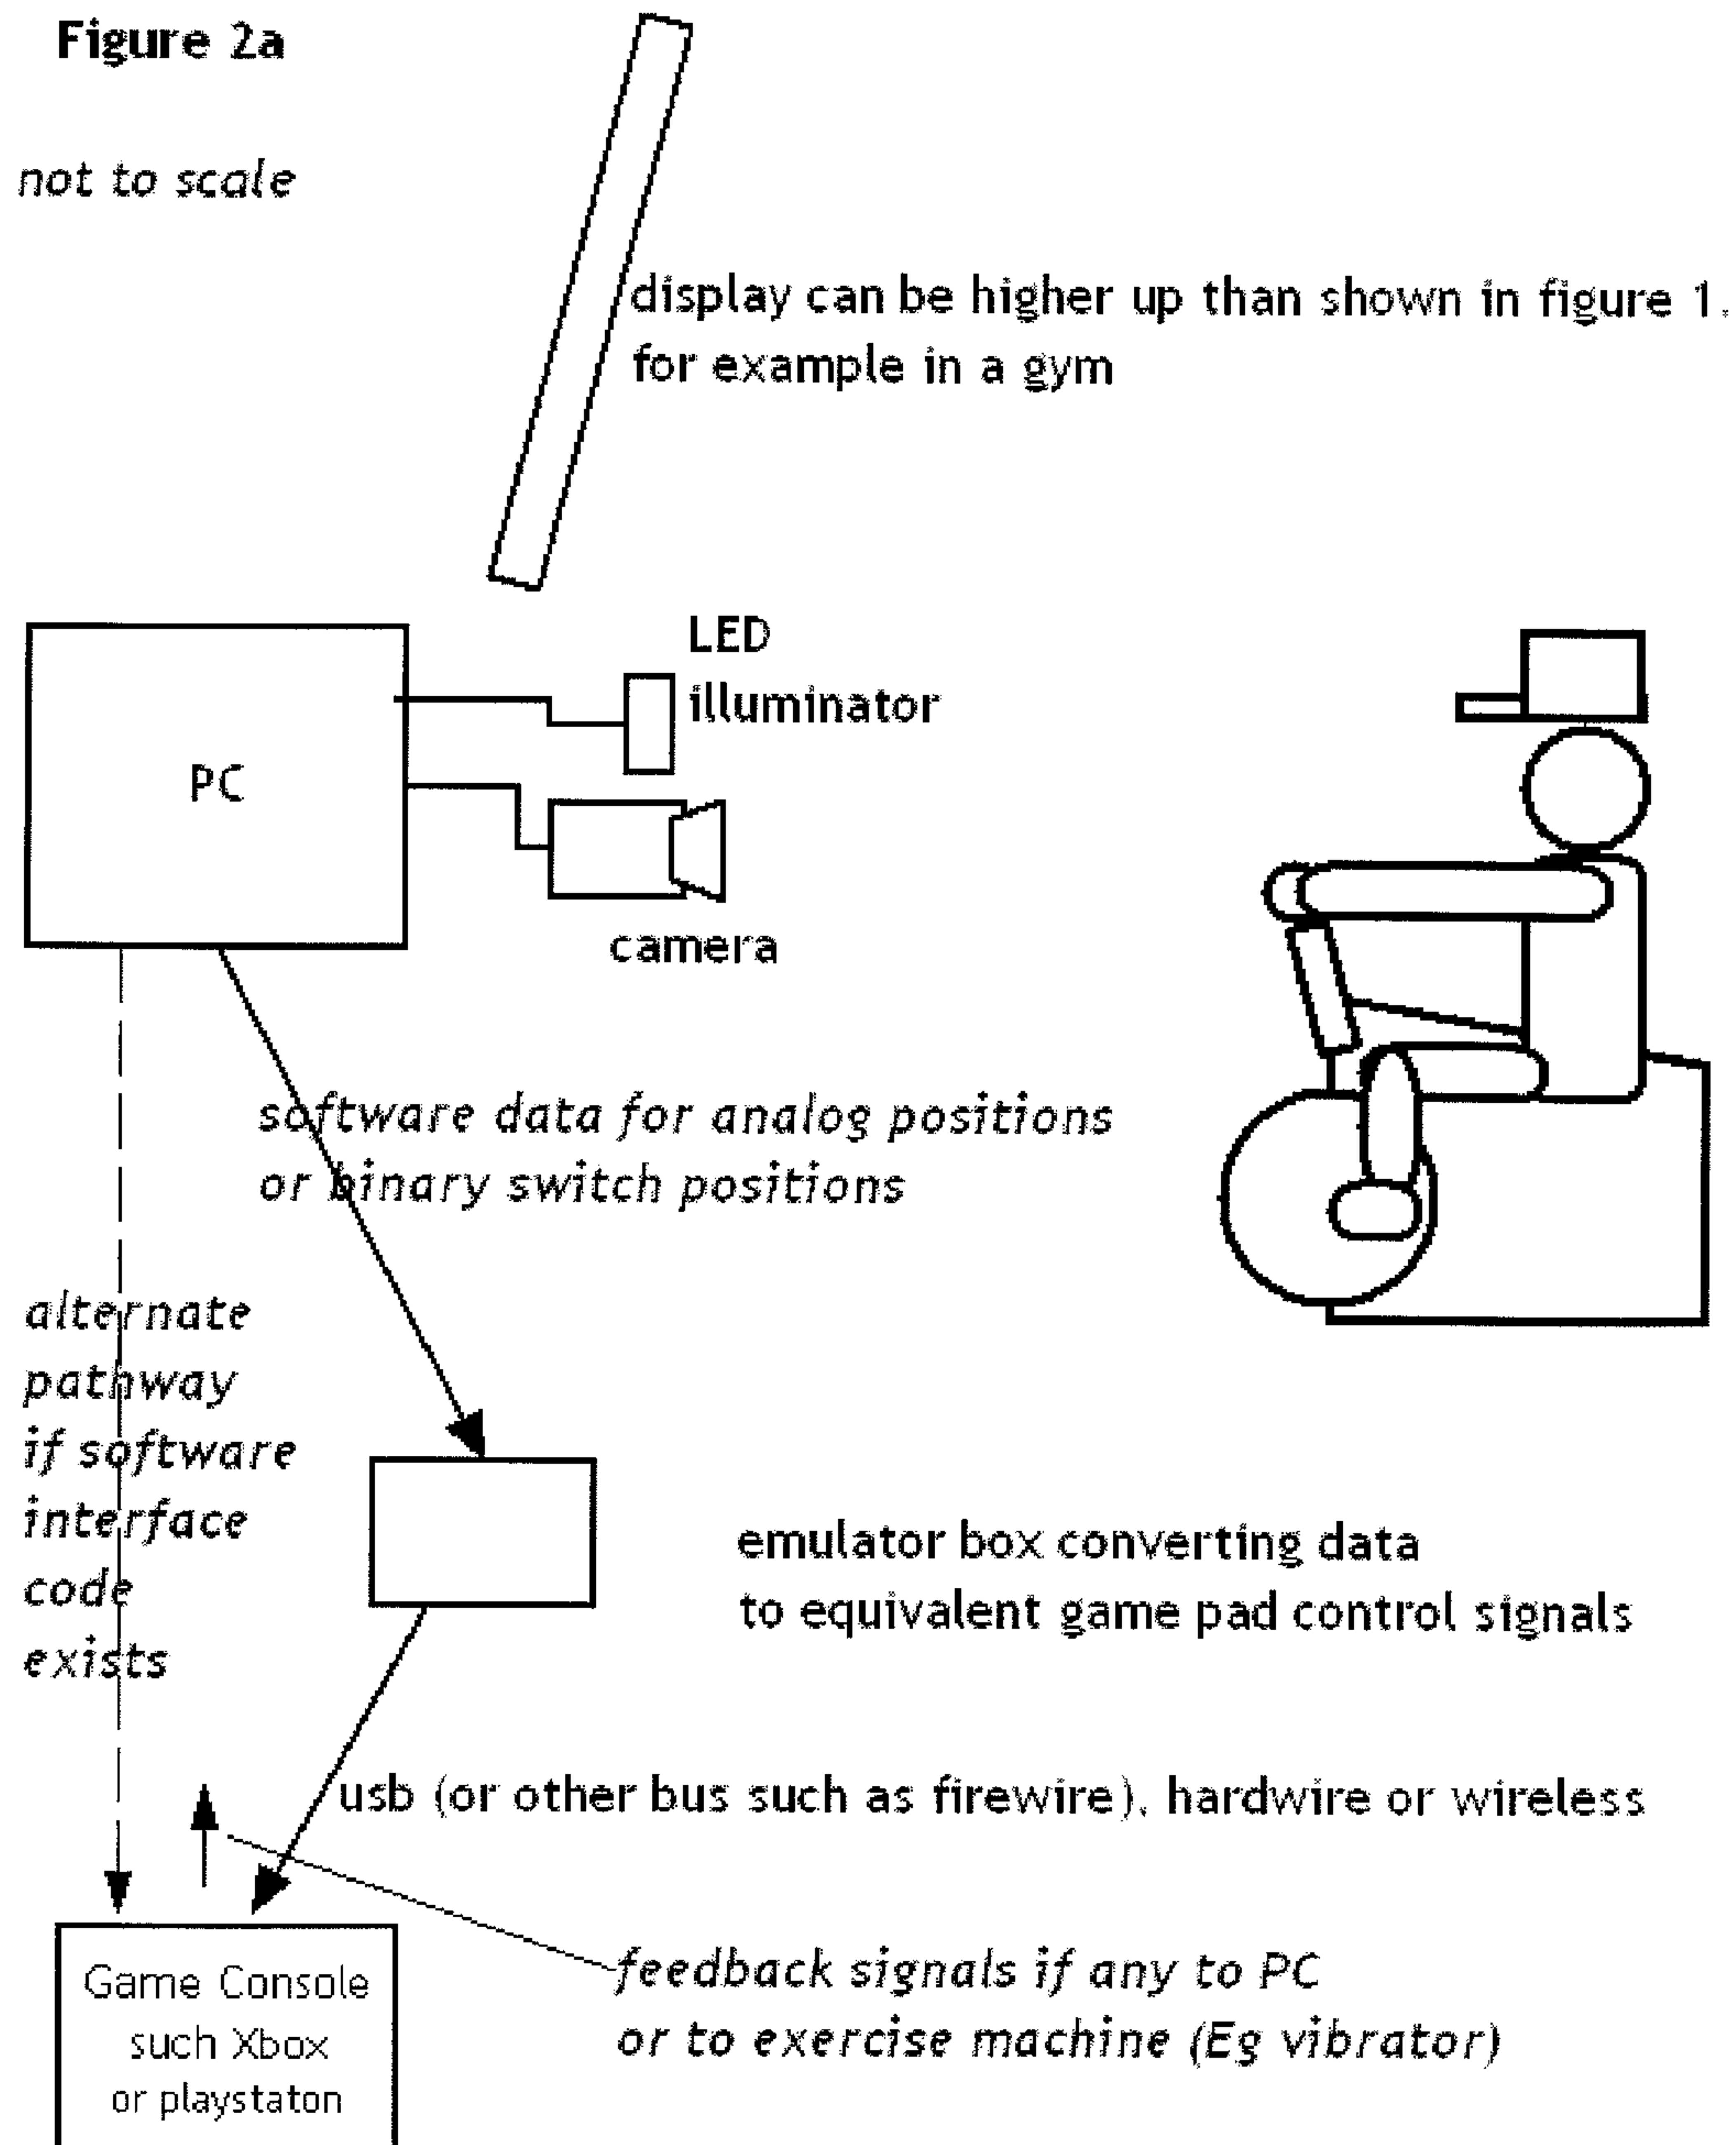 Figure 2a
not to scale
display can be higher up than shown in figure 1.
for example in a gym
LED
illuminator
PC
camera
software data for analog positions
or binary switch positions
alternate
pathway
if software
interface
code
exists
emulator box converting data
to equivalent game pad control signals
usb (or other bus such as firewire), hardwire or wireless
feedback signals if any to PC
or to exercise machine (Eg vibrator)
Game Console
such Xbox
or playstaton